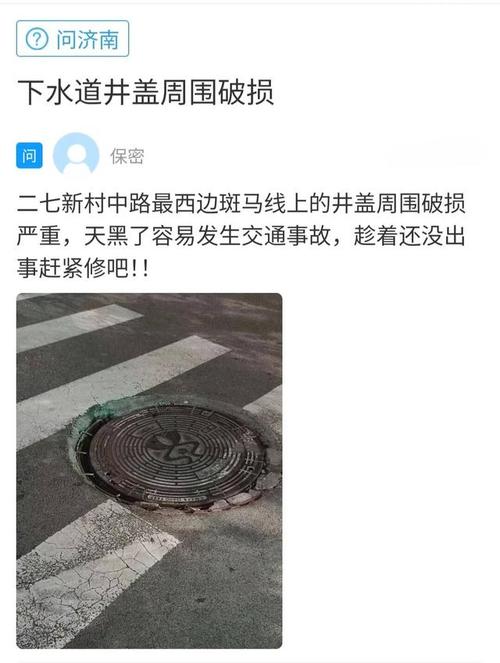 问济南
下水道井盖周围破损
问
保密
二七新村中路最西边斑马线上的井盖周围破损
严重，天黑了容易发生交通事故，趁着还没出
事赶紧修吧!!